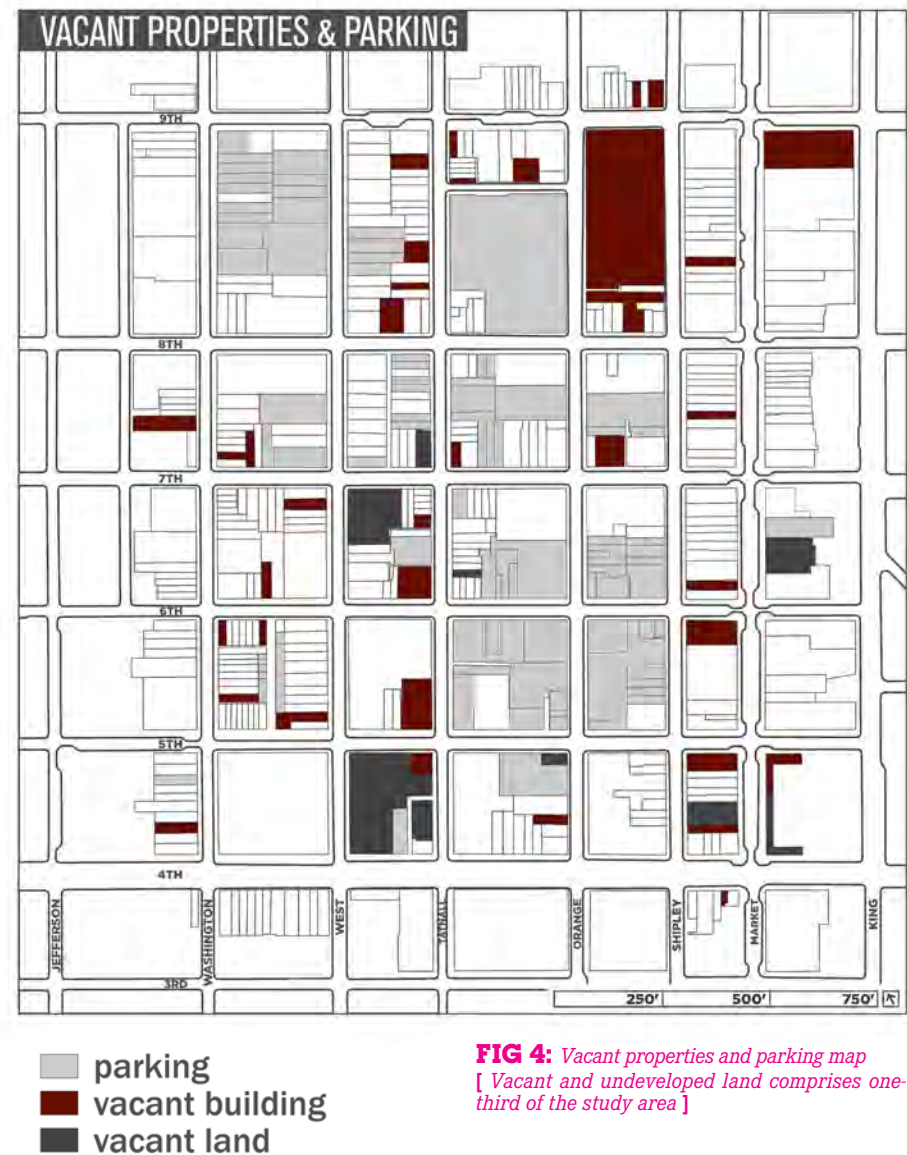 VACANT PROPERTIES & PARKING
9TH
8TH
7TH
6TH
5TH
4TH
JEFFERSON
WASHINGTON
WEST
TATNALL
ORANGE
SHIPLEY
MARKET
KING
3RD
250' 500' 750'
parking
vacant building
vacant land
FIG 4: Vacant properties and parking map
[ Vacant and undeveloped land comprises one-
third of the study area ]